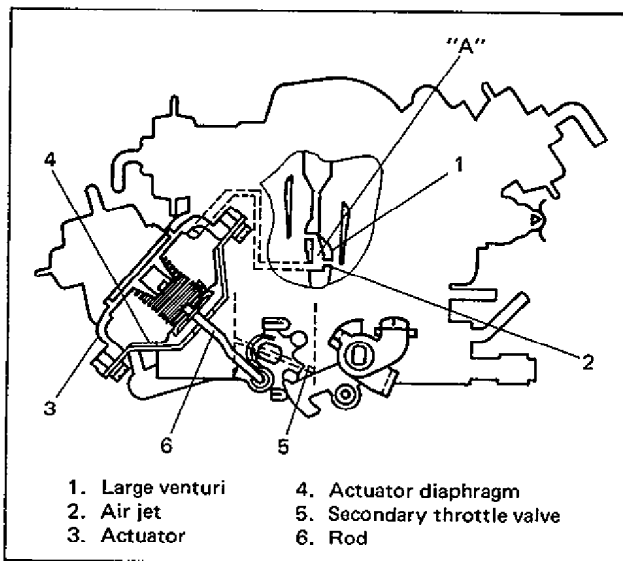 "A"
4
1
2
3
6
5
1. Large venturi
2. Air jet
3. Actuator
4. Actuator diaphragm
5. Secondary throttle valve
6. Rod